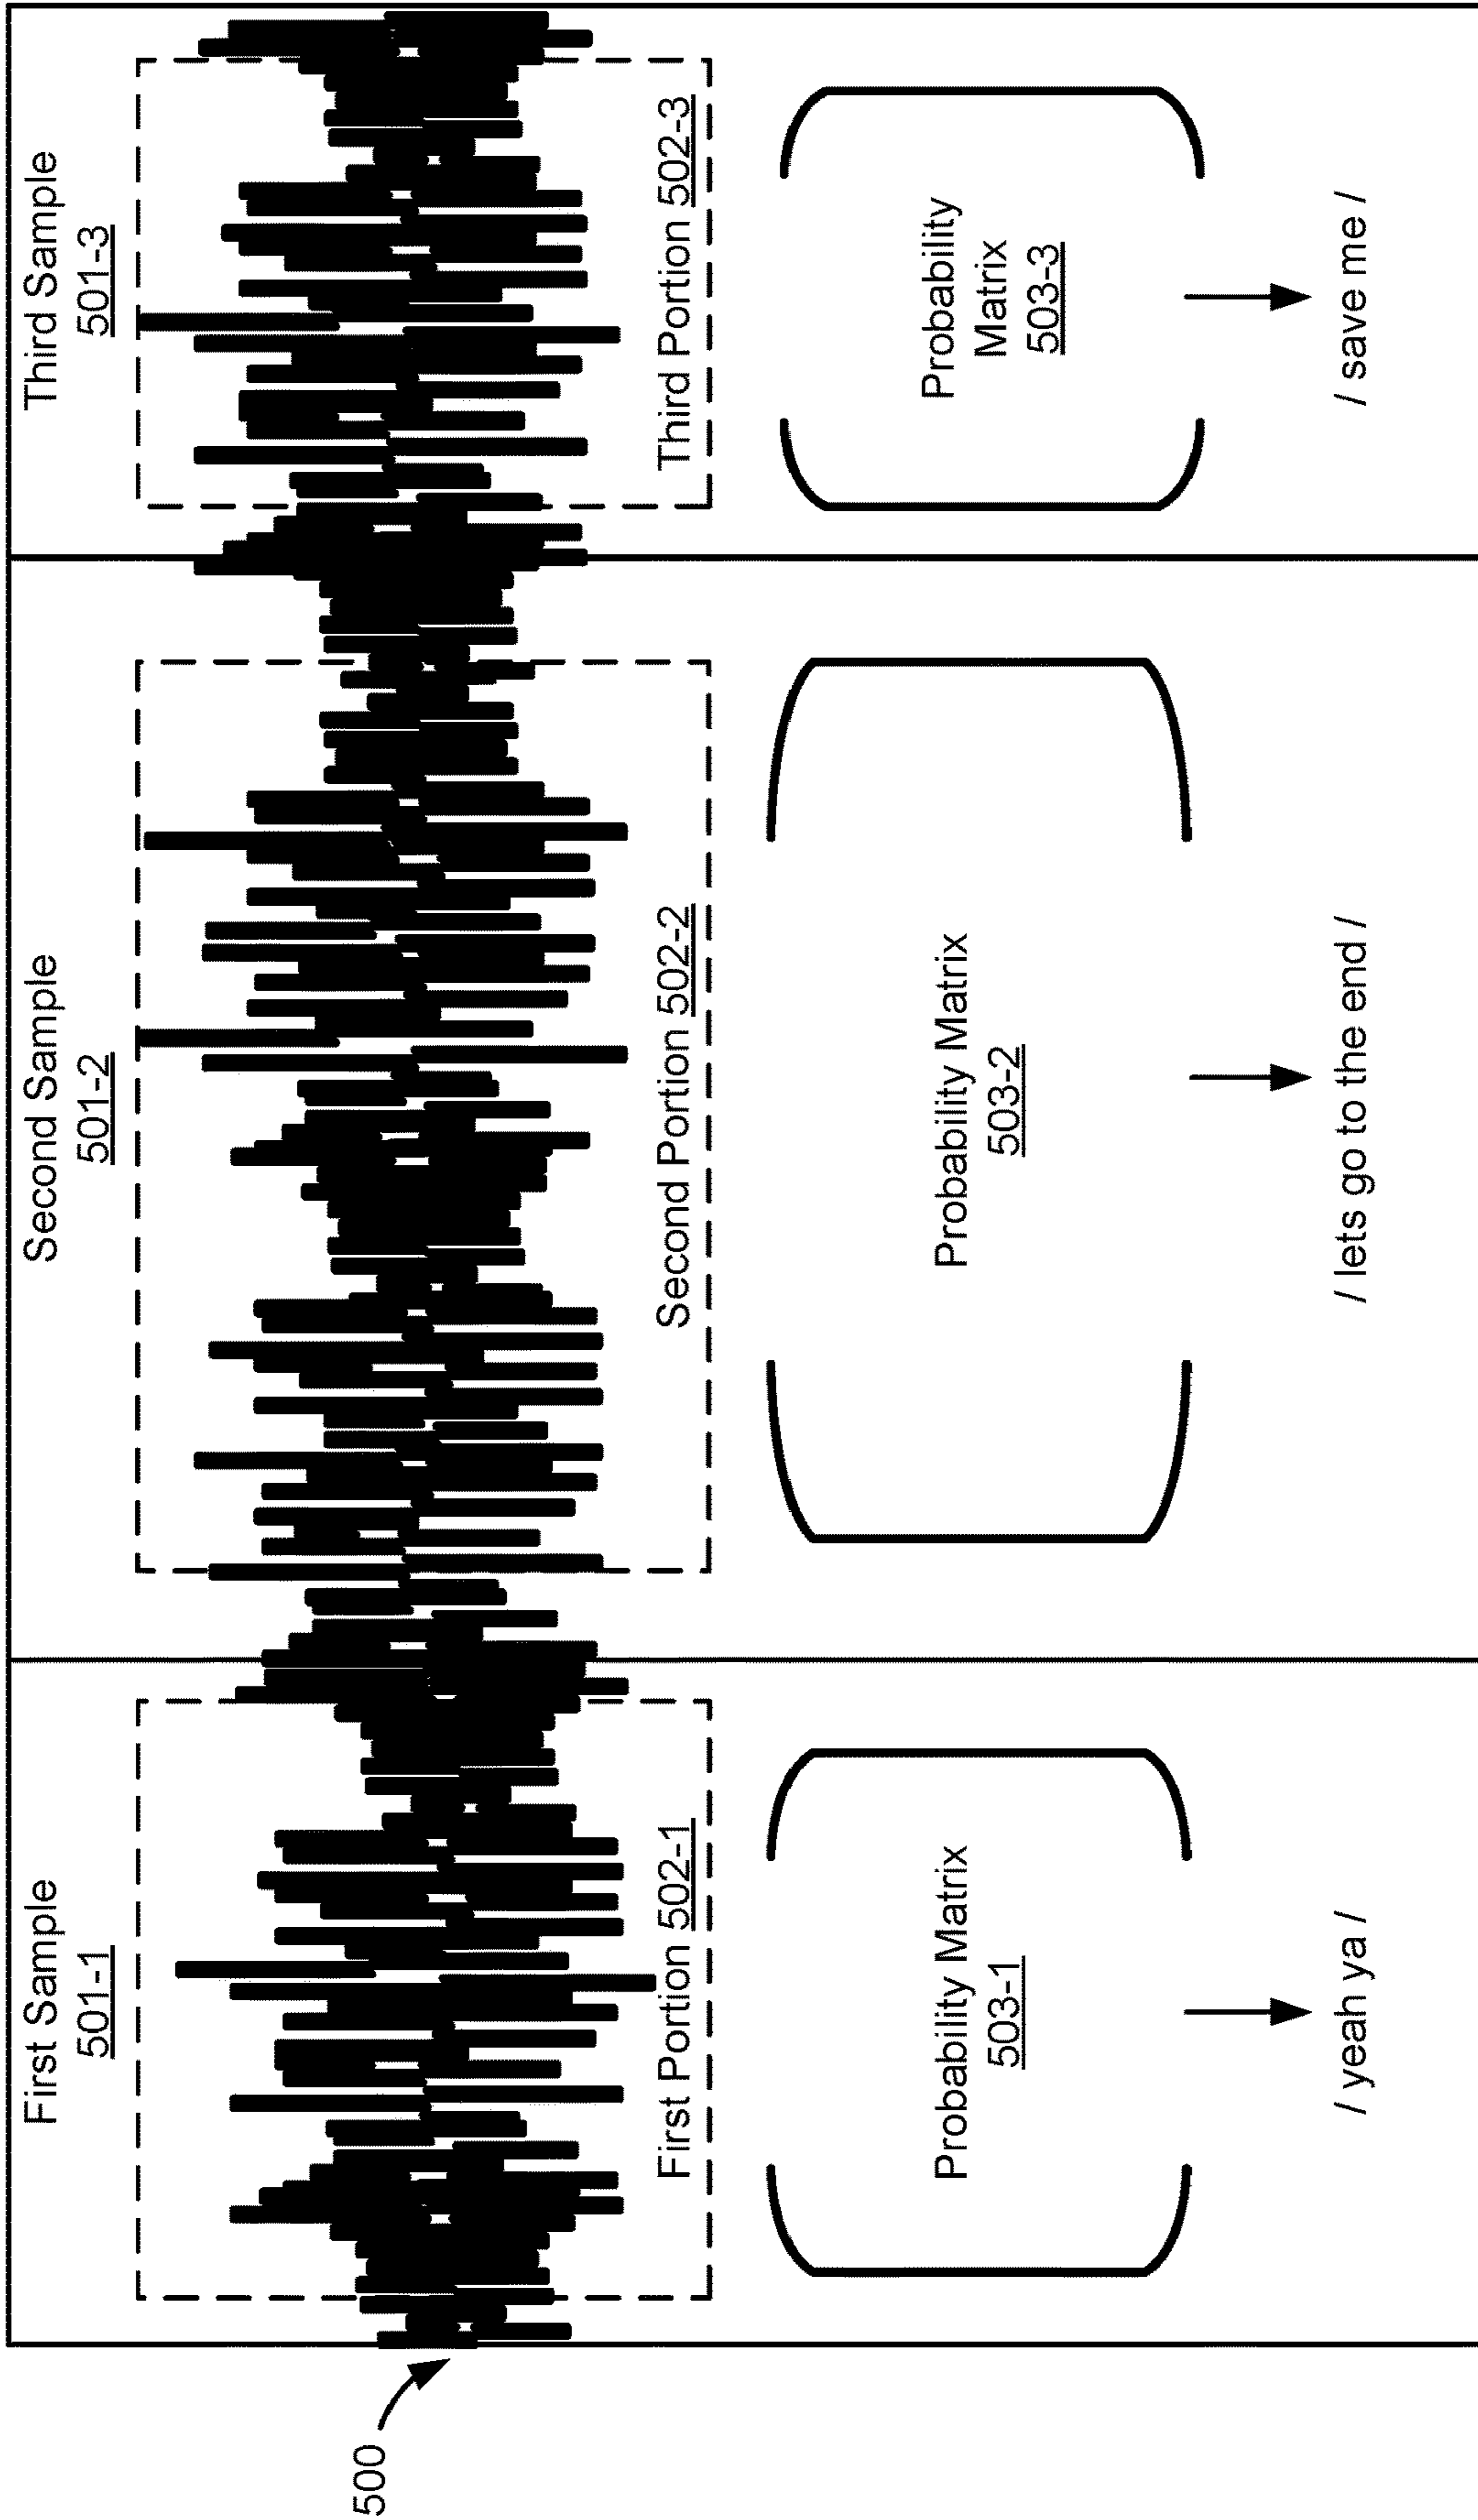 500
First Sample
501-1
First Portion 502-1
Probability Matrix
503-1
/ yeah ya /
Second Sample
501-2
Second Portion 502-2
Probability Matrix
503-2
/ lets go to the end /
Third Sample
501-3
Third Portion 502-3
Probability
Matrix
503-3
/ save me /